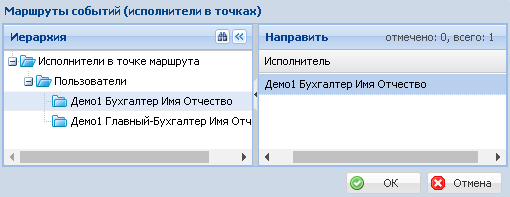 Маршруты событий (исполнители в точках)
Иерархия
Исполнители в точке маршрута
Пользователи
Демо1 Бухгалтер Имя Отчество
Демо1 Главный-Бухгалтер Имя Отч
Направить отмечено: 0, всего: 1
Исполнитель
Демо1 Бухгалтер Имя Отчество
ОК Отмена